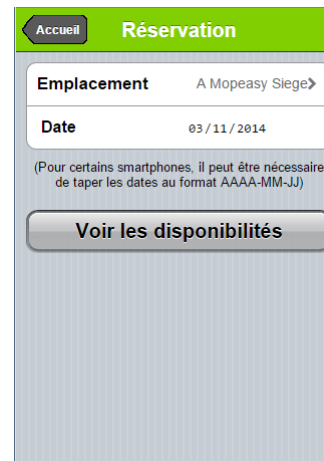 Accueil Réservation
Emplacement A Mopeasy Siege
Date 03/11/2014
(Pour certains smartphones, il peut être nécessaire
de taper les dates au format AAAA-MM-JJ)
Voir les disponibilités